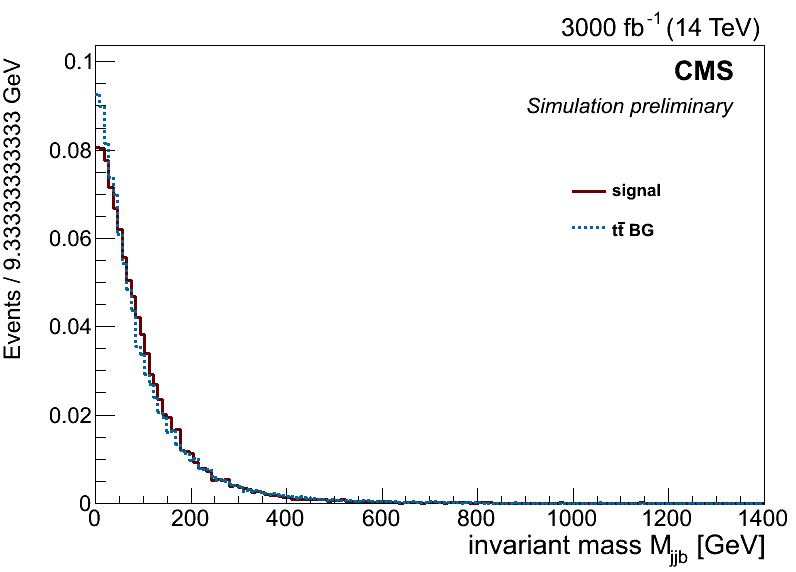 3000 fb⁻¹ (14 TeV)
CMS
Simulation preliminary
signal
tt̄ BG
Events / 9.33333333333333 GeV
0.1
0.08
0.06
0.04
0.02
0
0 200 400 600 800 1000 1200 1400
invariant mass M_jjb [GeV]